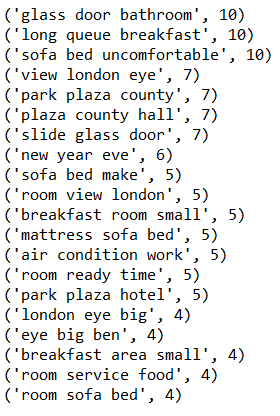 ('glass door bathroom', 10)
('long queue breakfast', 10)
('sofa bed uncomfortable', 10)
('view london eye', 7)
('park plaza county', 7)
('plaza county hall', 7)
('slide glass door', 7)
('new year eve', 6)
('sofa bed make', 5)
('room view london', 5)
('breakfast room small', 5)
('mattress sofa bed', 5)
('air condition work', 5)
('room ready time', 5)
('park plaza hotel', 5)
('london eye big', 4)
('eye big ben', 4)
('breakfast area small', 4)
('room service food', 4)
('room sofa bed', 4)